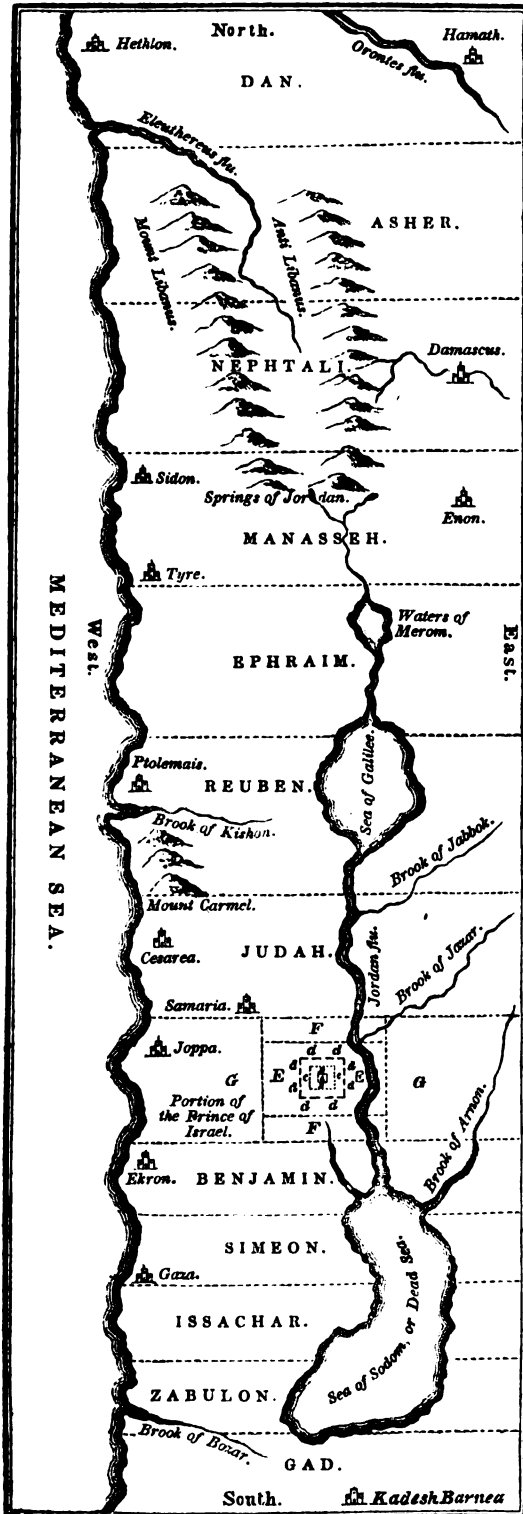 North.
Hethlon.
Hamath.
Orontes flu.
DAN.
Eleuthereus flu.
ASHER.
Mount Libanus.
Anti Libanus.
NEPHTALI.
Damascus.
Sidon.
Springs of Jordan.
Enon.
MANASSEH.
Tyre.
MEDITERRANEAN SEA.
West.
Waters of
Merom.
East.
EPHRAIM.
Ptolemais.
REUBEN.
Sea of Galilee.
Brook of Kishon.
Brook of Jabbok.
Mount Carmel.
Cesarea.
JUDAH.
Jordan flu.
Brook of Jazar.
Samaria.
F
Joppa.
d d
G E d c c d E G
d d
d d
Portion of
the Prince of
Israel.
F
Brook of Arnon.
Ekron.
BENJAMIN.
SIMEON.
Gaza.
Sea of Sodom, or Dead Sea.
ISSACHAR.
ZABULON.
Brook of Bozar.
GAD.
South.
Kadesh Barnea